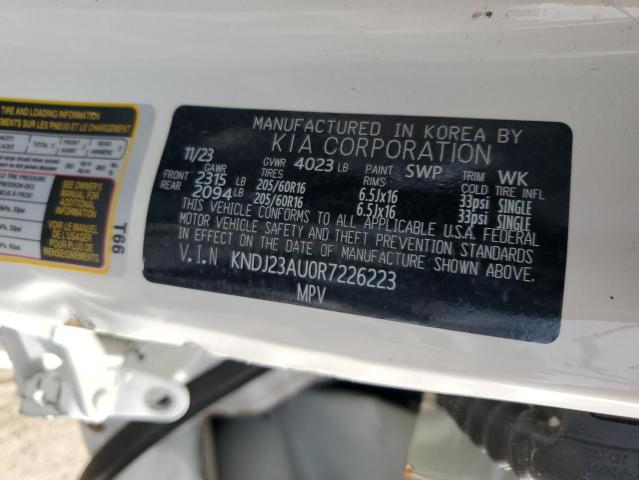 TIRE AND LOADING INFORMATION
SEE OWNER'S
MANUAL FOR
ADDITIONAL
INFORMATION
VOIR LE MANUEL
DE L'USAGER
POUR PLUS DE
RENSEIGNEMENTS
T66
MANUFACTURED IN KOREA BY
KIA CORPORATION
11/23 GVWR 4023 LB PAINT SWP TRIM WK
GAWR TIRES RIMS COLD TIRE INFL
FRONT 2315 LB 205/60R16 6.5Jx16 33psi SINGLE
REAR 2094 LB 205/60R16 6.5Jx16 33psi SINGLE
THIS VEHICLE CONFORMS TO ALL APPLICABLE U.S.A. FEDERAL
MOTOR VEHICLE SAFETY AND THEFT PREVENTION STANDARDS
IN EFFECT ON THE DATE OF MANUFACTURE SHOWN ABOVE.
V.I.N KNDJ23AU0R7226223
MPV